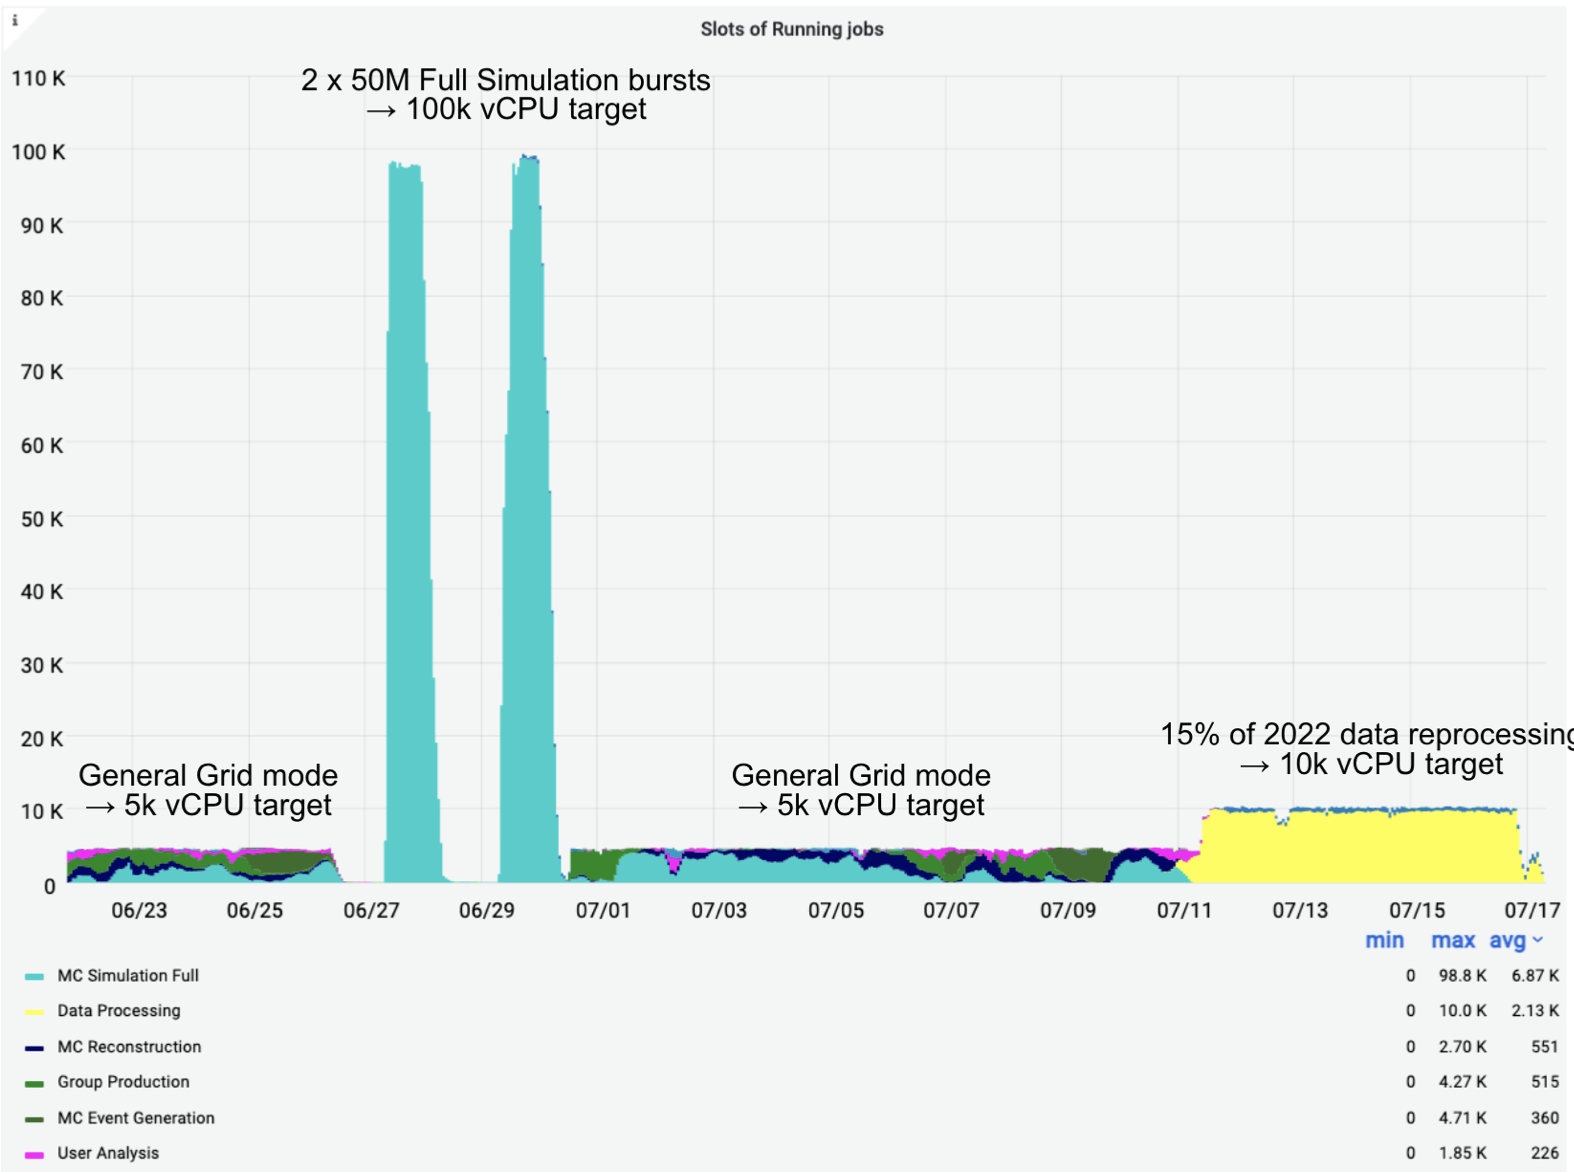 i
Slots of Running jobs
2 x 50M Full Simulation bursts
→ 100k vCPU target
110 K
100 K
90 K
80 K
70 K
60 K
50 K
40 K
30 K
20 K
10 K
0
General Grid mode
→ 5k vCPU target
General Grid mode
→ 5k vCPU target
15% of 2022 data reprocessing
→ 10k vCPU target
06/23 06/25 06/27 06/29 07/01 07/03 07/05 07/07 07/09 07/11 07/13 07/15 07/17
min max avg
MC Simulation Full 0 98.8 K 6.87 K
Data Processing 0 10.0 K 2.13 K
MC Reconstruction 0 2.70 K 551
Group Production 0 4.27 K 515
MC Event Generation 0 4.71 K 360
User Analysis 0 1.85 K 226